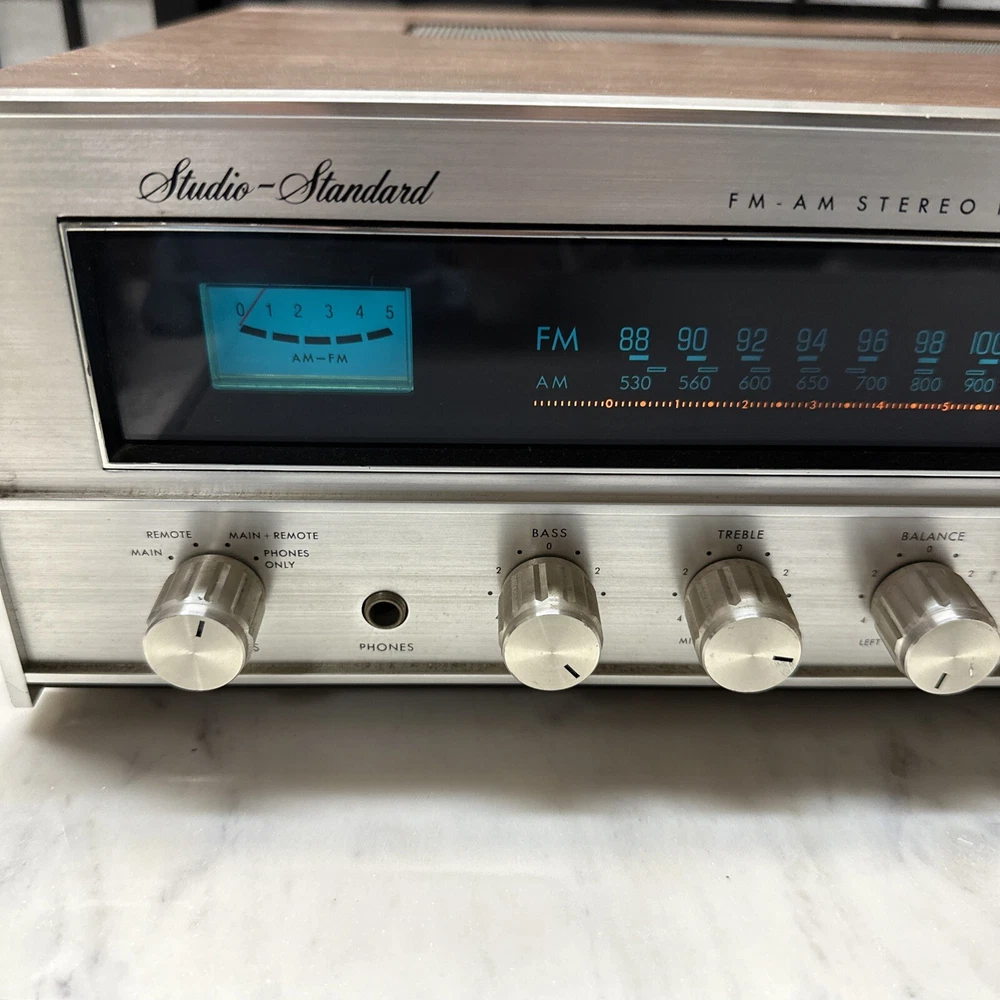 Studio-Standard
FM-AM STEREO
0 1 2 3 4 5
AM-FM
FM 88 90 92 94 96 98 100
AM 530 560 600 650 700 800 900
0 1 2 3 4 5
REMOTE MAIN + REMOTE
MAIN PHONES
ONLY
PHONES
BASS
0
2 2
TREBLE
0
2 2
4
BALANCE
0
2 2
4
LEFT